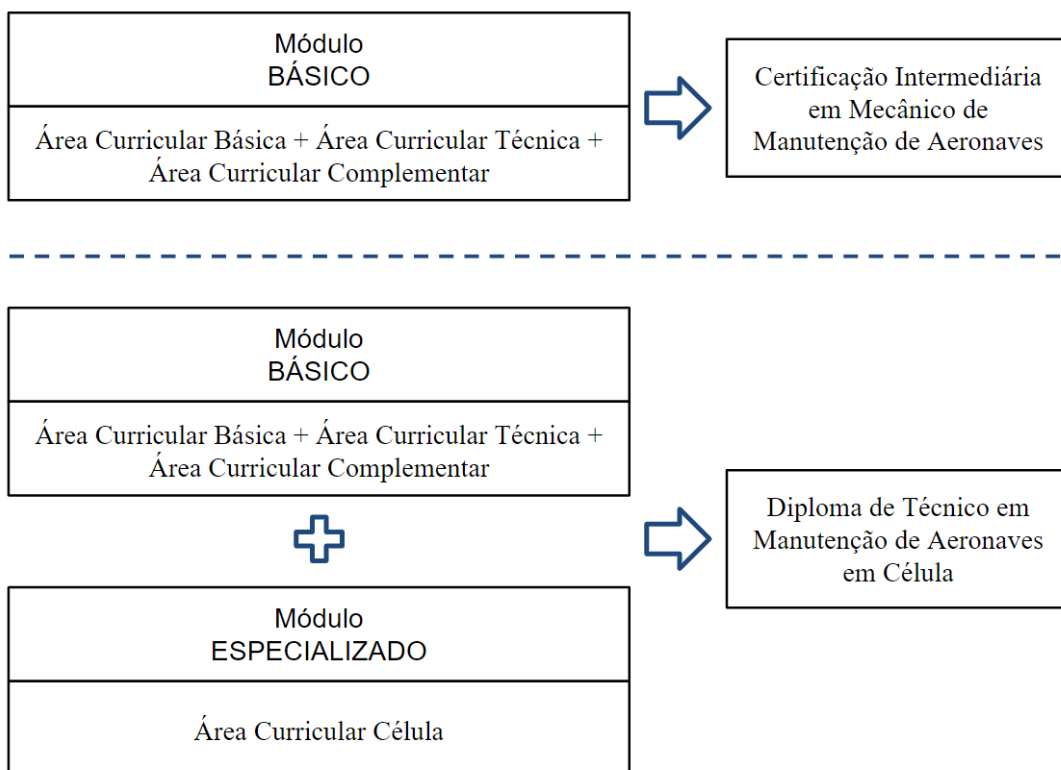 Módulo
BÁSICO
Área Curricular Básica + Área Curricular Técnica +
Área Curricular Complementar
Certificação Intermediária
em Mecânico de
Manutenção de Aeronaves
Módulo
BÁSICO
Área Curricular Básica + Área Curricular Técnica +
Área Curricular Complementar
Módulo
ESPECIALIZADO
Área Curricular Célula
Diploma de Técnico em
Manutenção de Aeronaves
em Célula